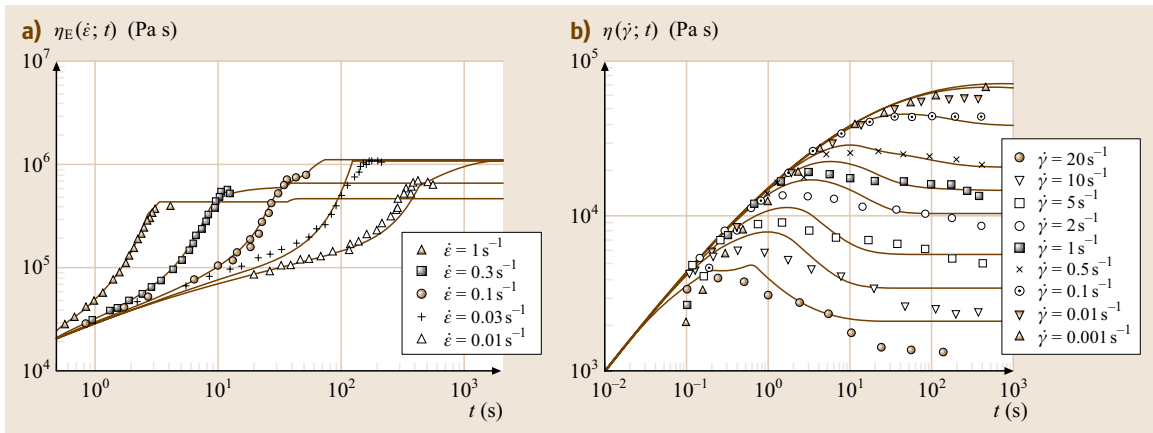 a) η_E(ε̇; t) (Pa s)
10^7
10^6
10^5
10^4
10^0
10^1
10^2
10^3
t (s)
ε̇ = 1 s^−1
ε̇ = 0.3 s^−1
ε̇ = 0.1 s^−1
ε̇ = 0.03 s^−1
ε̇ = 0.01 s^−1
b) η(γ̇; t) (Pa s)
10^5
10^4
10^3
10^−2
10^−1
10^0
10^1
10^2
10^3
t (s)
γ̇ = 20 s^−1
γ̇ = 10 s^−1
γ̇ = 5 s^−1
γ̇ = 2 s^−1
γ̇ = 1 s^−1
γ̇ = 0.5 s^−1
γ̇ = 0.1 s^−1
γ̇ = 0.01 s^−1
γ̇ = 0.001 s^−1